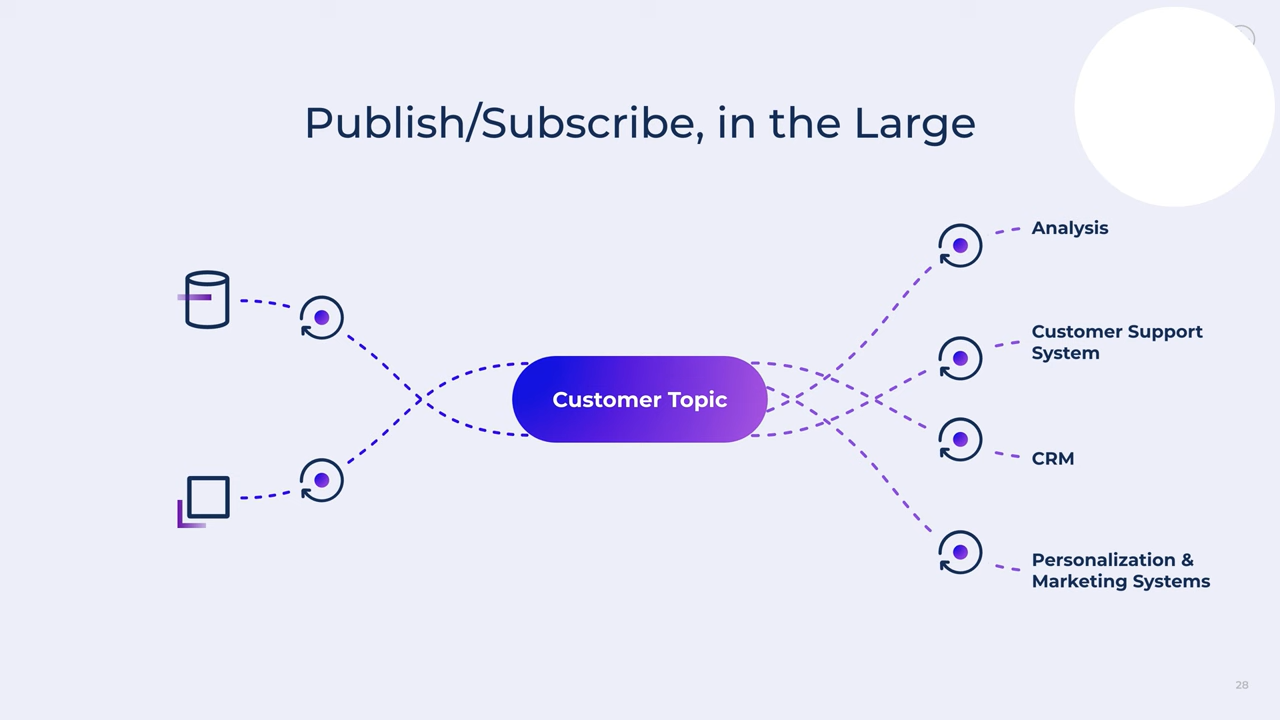 Publish/Subscribe, in the Large
Analysis
Customer Support
System
Customer Topic
CRM
Personalization &
Marketing Systems
28